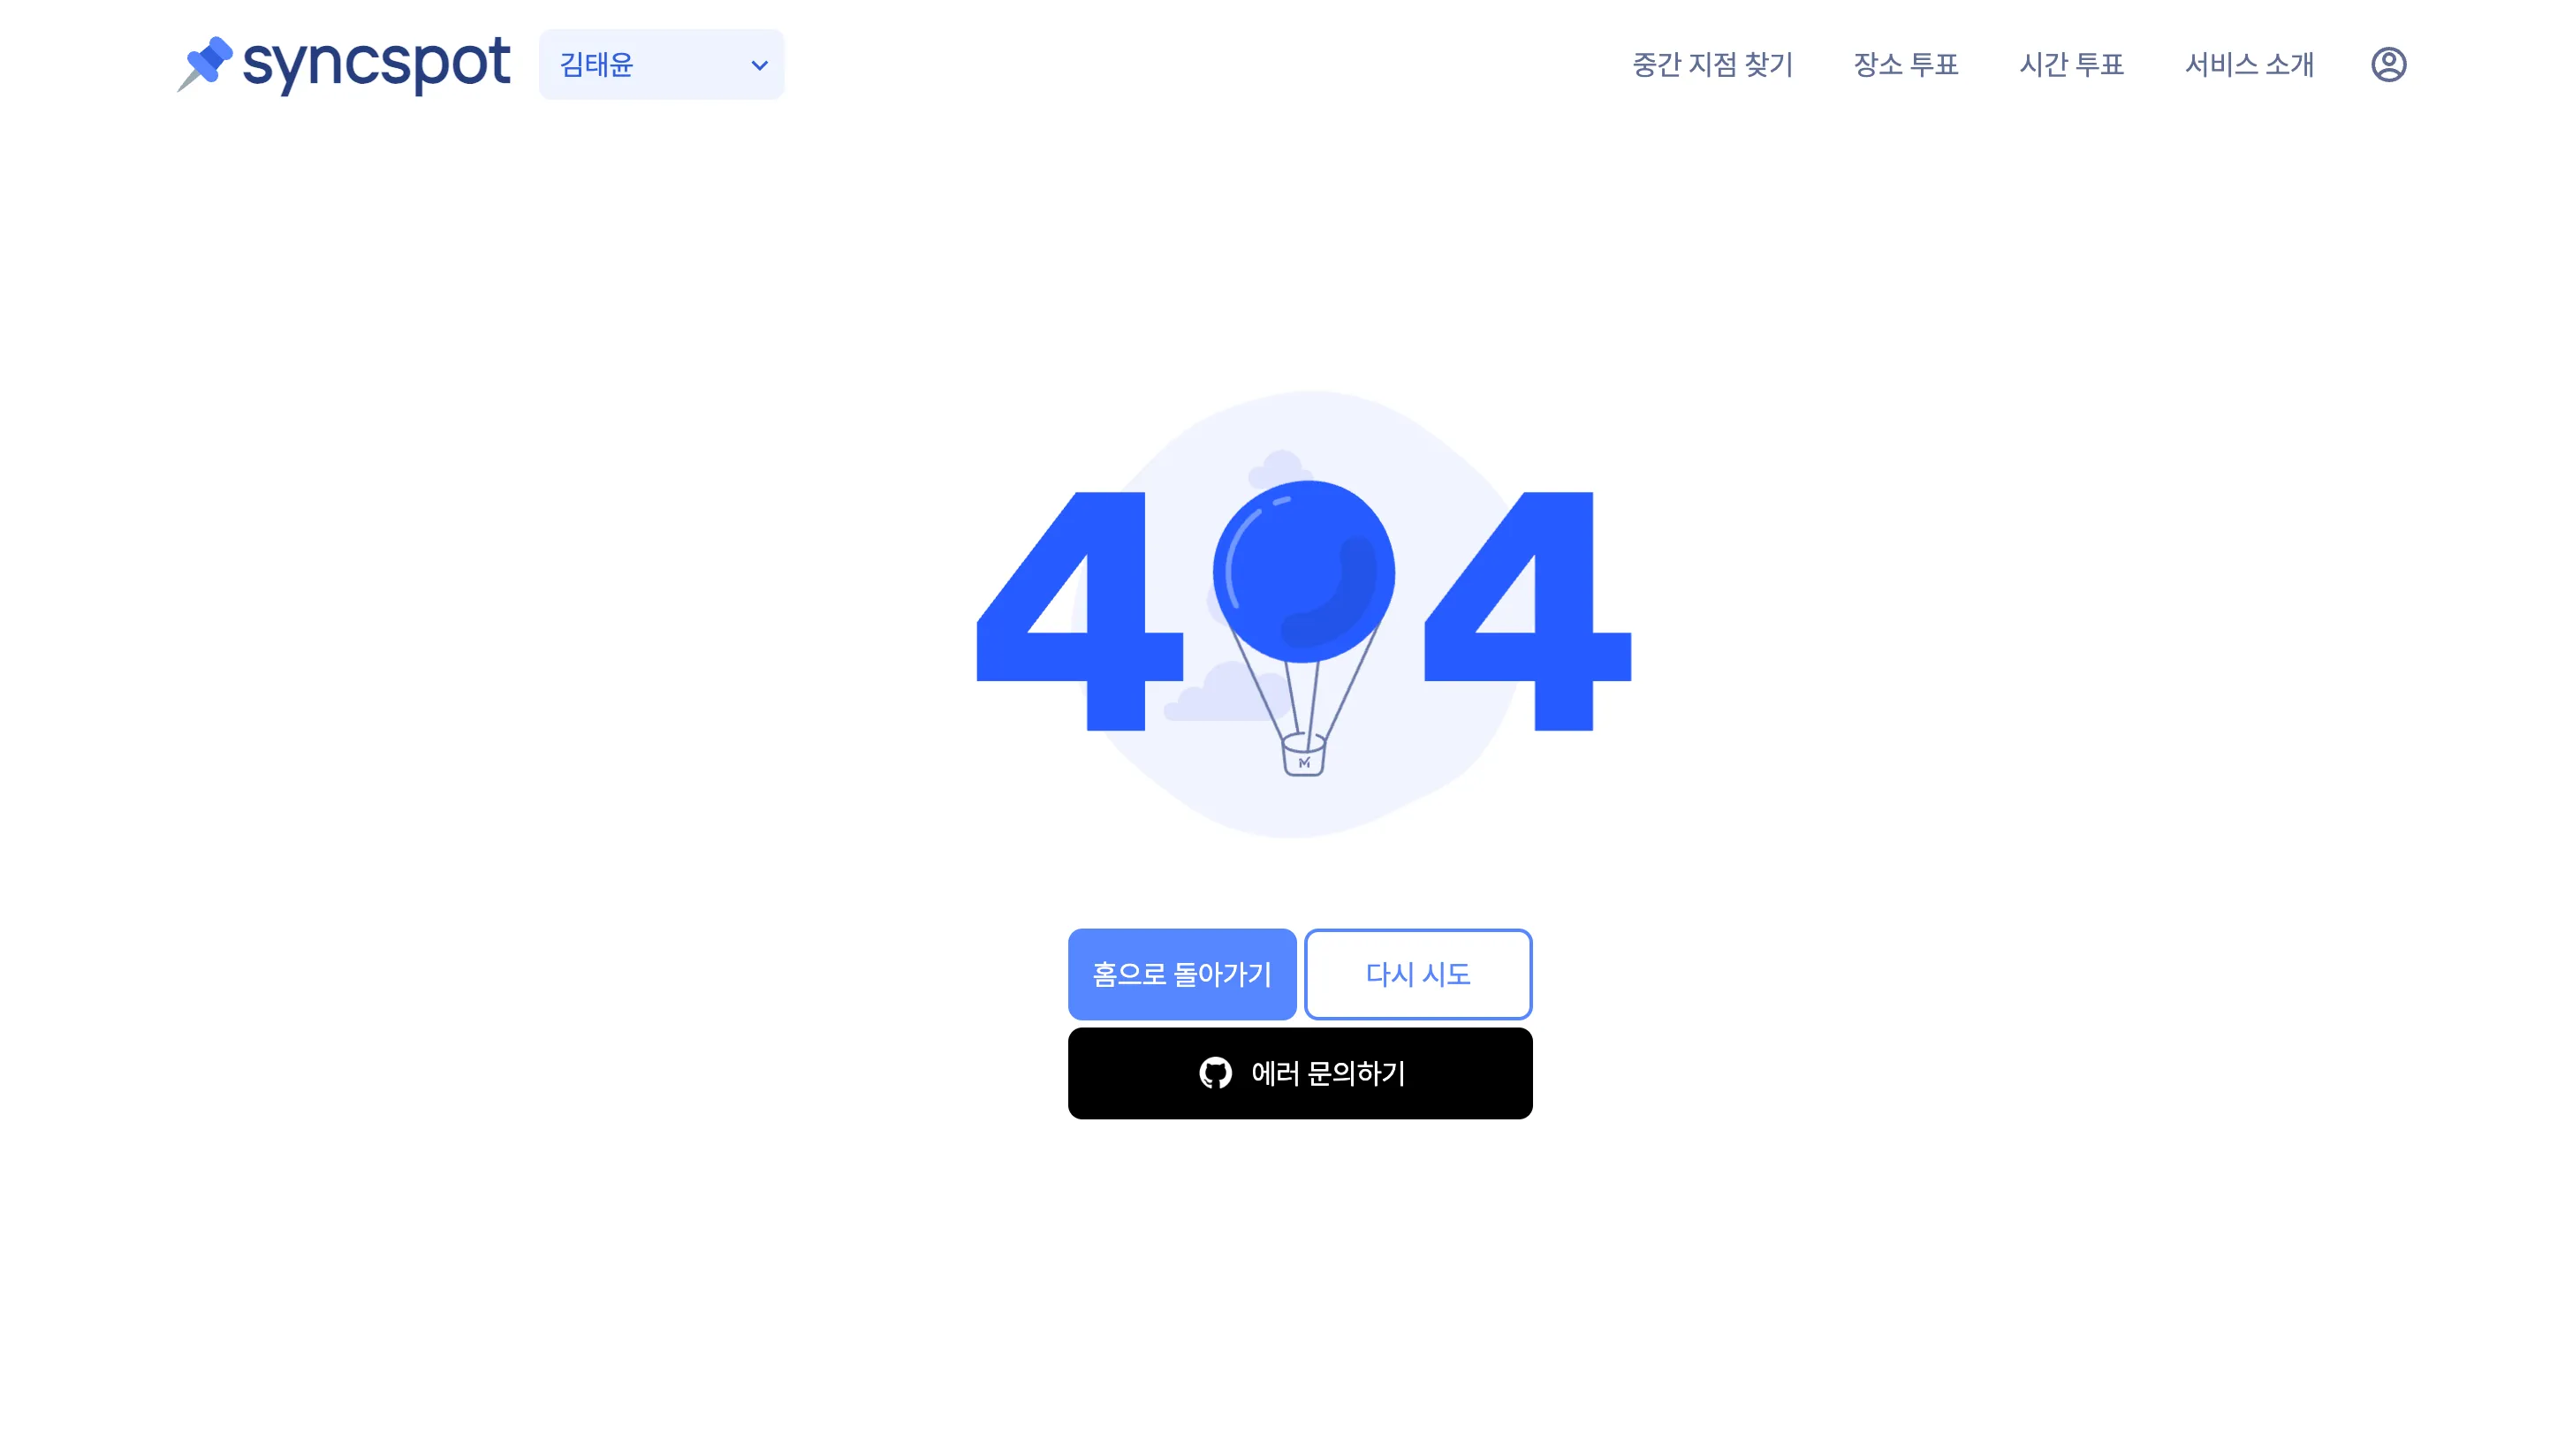 syncspot
김태윤
중간 지점 찾기
장소 투표
시간 투표
서비스 소개
404
홈으로 돌아가기
다시 시도
에러 문의하기